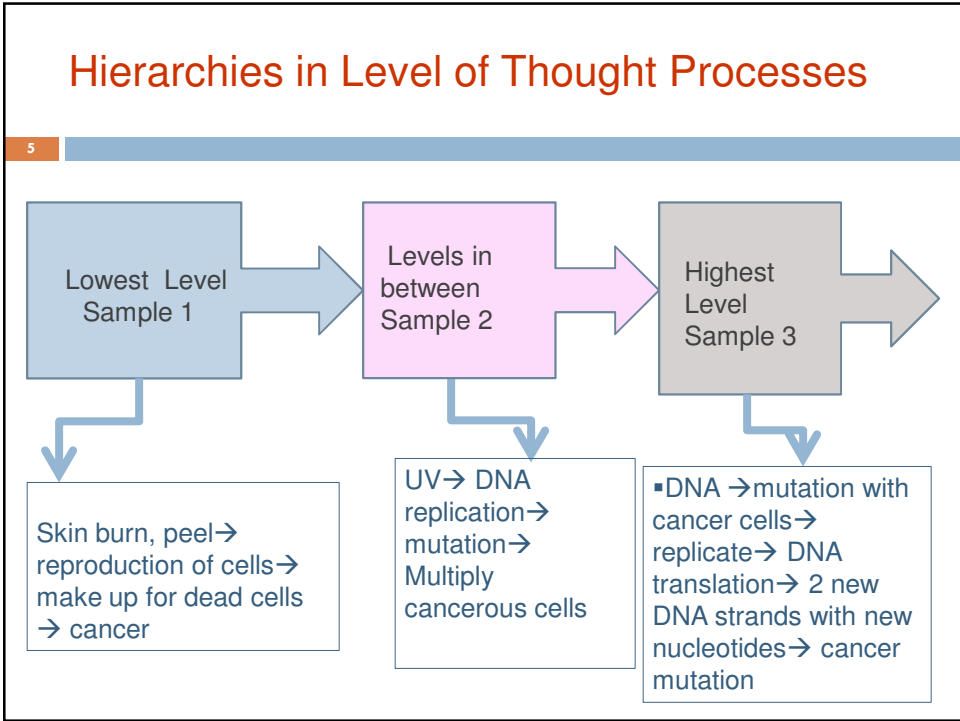 Hierarchies in Level of Thought Processes
5
Lowest Level
Sample 1
Levels in
between
Sample 2
Highest
Level
Sample 3
Skin burn, peel→
reproduction of cells→
make up for dead cells
→ cancer
UV→ DNA
replication→
mutation→
Multiply
cancerous cells
▪DNA →mutation with
cancer cells→
replicate→ DNA
translation→ 2 new
DNA strands with new
nucleotides→ cancer
mutation